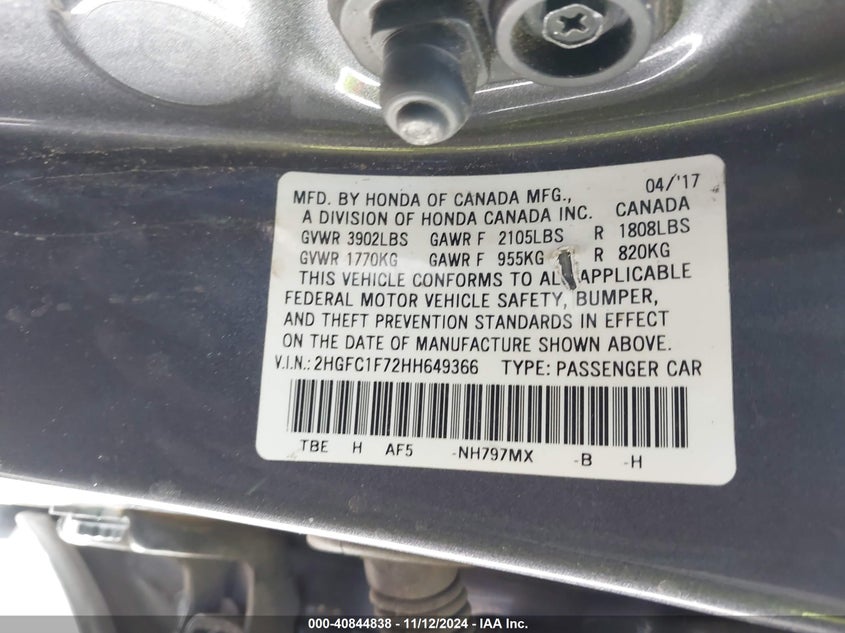 MFD. BY HONDA OF CANADA MFG., 04/'17
A DIVISION OF HONDA CANADA INC. CANADA
GVWR 3902LBS GAWR F 2105LBS R 1808LBS
GVWR 1770KG GAWR F 955KG R 820KG
THIS VEHICLE CONFORMS TO ALL APPLICABLE
FEDERAL MOTOR VEHICLE SAFETY, BUMPER,
AND THEFT PREVENTION STANDARDS IN EFFECT
ON THE DATE OF MANUFACTURE SHOWN ABOVE.
V.I.N.: 2HGFC1F72HH649366 TYPE: PASSENGER CAR
TBE H AF5 -NH797MX -B -H
000-40844838 - 11/12/2024 - IAA Inc.